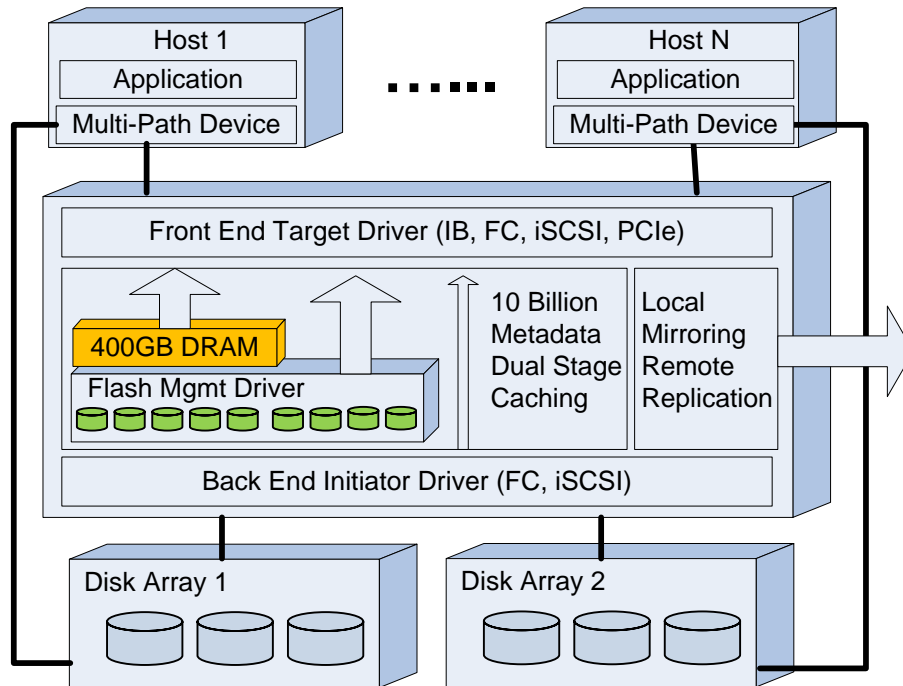 Host 1
Application
Multi-Path Device
Host N
Application
Multi-Path Device
Front End Target Driver (IB, FC, iSCSI, PCIe)
400GB DRAM
Flash Mgmt Driver
10 Billion
Metadata
Dual Stage
Caching
Local
Mirroring
Remote
Replication
Back End Initiator Driver (FC, iSCSI)
Disk Array 1
Disk Array 2